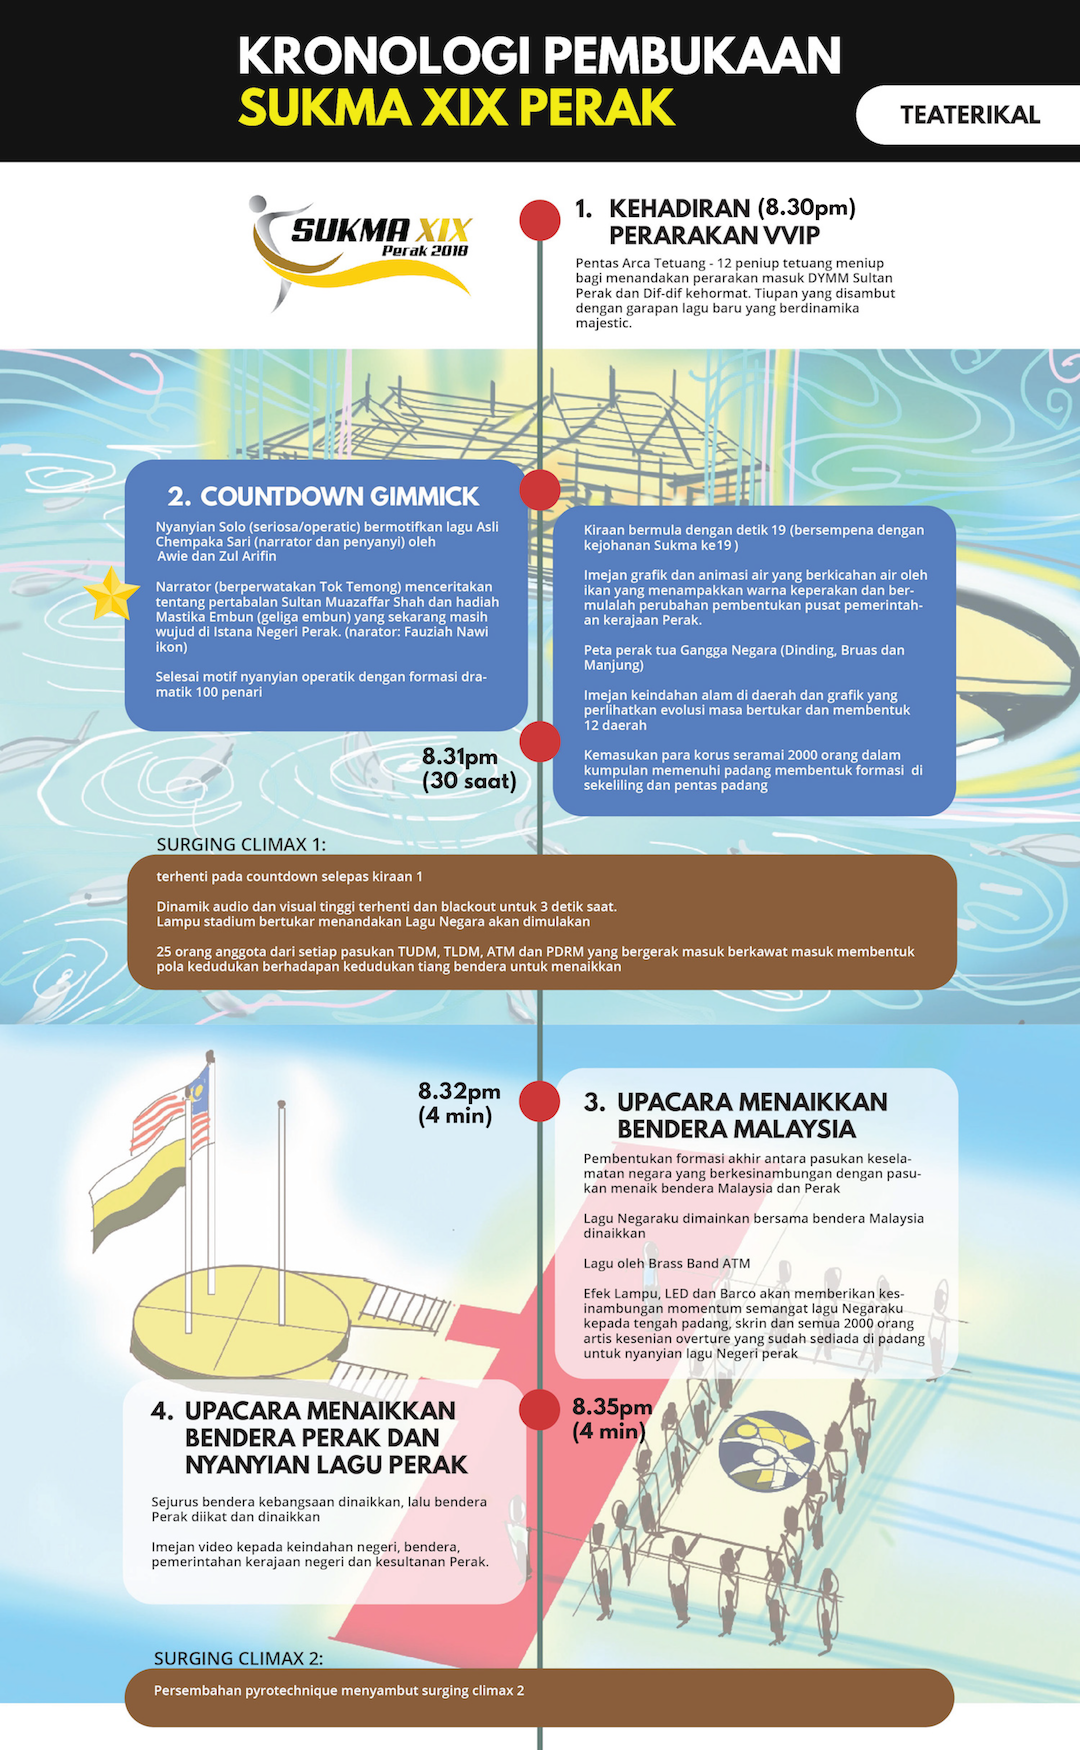 KRONOLOGI PEMBUKAAN
SUKMA XIX PERAK
TEATERIKAL
SUKMA XIX
Perak 2018
1. KEHADIRAN (8.30pm)
PERARAKAN VVIP
Pentas Arca Tetuang - 12 peniup tetuang meniup
bagi menandakan perarakan masuk DYMM Sultan
Perak dan Dif-dif kehormat. Tiupan yang disambut
dengan garapan lagu baru yang berdinamika
majestic.
2. COUNTDOWN GIMMICK
Nyanyian Solo (seriosa/operatic) bermotifkan lagu Asli
Chempaka Sari (narrator dan penyanyi) oleh
Awie dan Zul Arifin
Narrator (berperwatakan Tok Temong) menceritakan
tentang pertabalan Sultan Muazaffar Shah dan hadiah
Mastika Embun (geliga embun) yang sekarang masih
wujud di Istana Negeri Perak. (narator: Fauziah Nawi
ikon)
Selesai motif nyanyian operatik dengan formasi dra-
matik 100 penari
Kiraan bermula dengan detik 19 (bersempena dengan
kejohanan Sukma ke19 )
Imejan grafik dan animasi air yang berkicahan air oleh
ikan yang menampakkan warna keperakan dan ber-
mulalah perubahan pembentukan pusat pemerintah-
an kerajaan Perak.
Peta perak tua Gangga Negara (Dinding, Bruas dan
Manjung)
Imejan keindahan alam di daerah dan grafik yang
perlihatkan evolusi masa bertukar dan membentuk
12 daerah
Kemasukan para korus seramai 2000 orang dalam
kumpulan memenuhi padang membentuk formasi di
sekeliling dan pentas padang
8.31pm
(30 saat)
SURGING CLIMAX 1:
terhenti pada countdown selepas kiraan 1
Dinamik audio dan visual tinggi terhenti dan blackout untuk 3 detik saat.
Lampu stadium bertukar menandakan Lagu Negara akan dimulakan
25 orang anggota dari setiap pasukan TUDM, TLDM, ATM dan PDRM yang bergerak masuk berkawat masuk membentuk
pola kedudukan berhadapan kedudukan tiang bendera untuk menaikkan
8.32pm
(4 min)
3. UPACARA MENAIKKAN
BENDERA MALAYSIA
Pembentukan formasi akhir antara pasukan kesela-
matan negara yang berkesinambungan dengan pasu-
kan menaik bendera Malaysia dan Perak
Lagu Negaraku dimainkan bersama bendera Malaysia
dinaikkan
Lagu oleh Brass Band ATM
Efek Lampu, LED dan Barco akan memberikan kes-
inambungan momentum semangat lagu Negaraku
kepada tengah padang, skrin dan semua 2000 orang
artis kesenian overture yang sudah sediada di padang
untuk nyanyian lagu Negeri perak
4. UPACARA MENAIKKAN
BENDERA PERAK DAN
NYANYIAN LAGU PERAK
8.35pm
(4 min)
Sejurus bendera kebangsaan dinaikkan, lalu bendera
Perak diikat dan dinaikkan
Imejan video kepada keindahan negeri, bendera,
pemerintahan kerajaan negeri dan kesultanan Perak.
SURGING CLIMAX 2:
Persembahan pyrotechnique menyambut surging climax 2